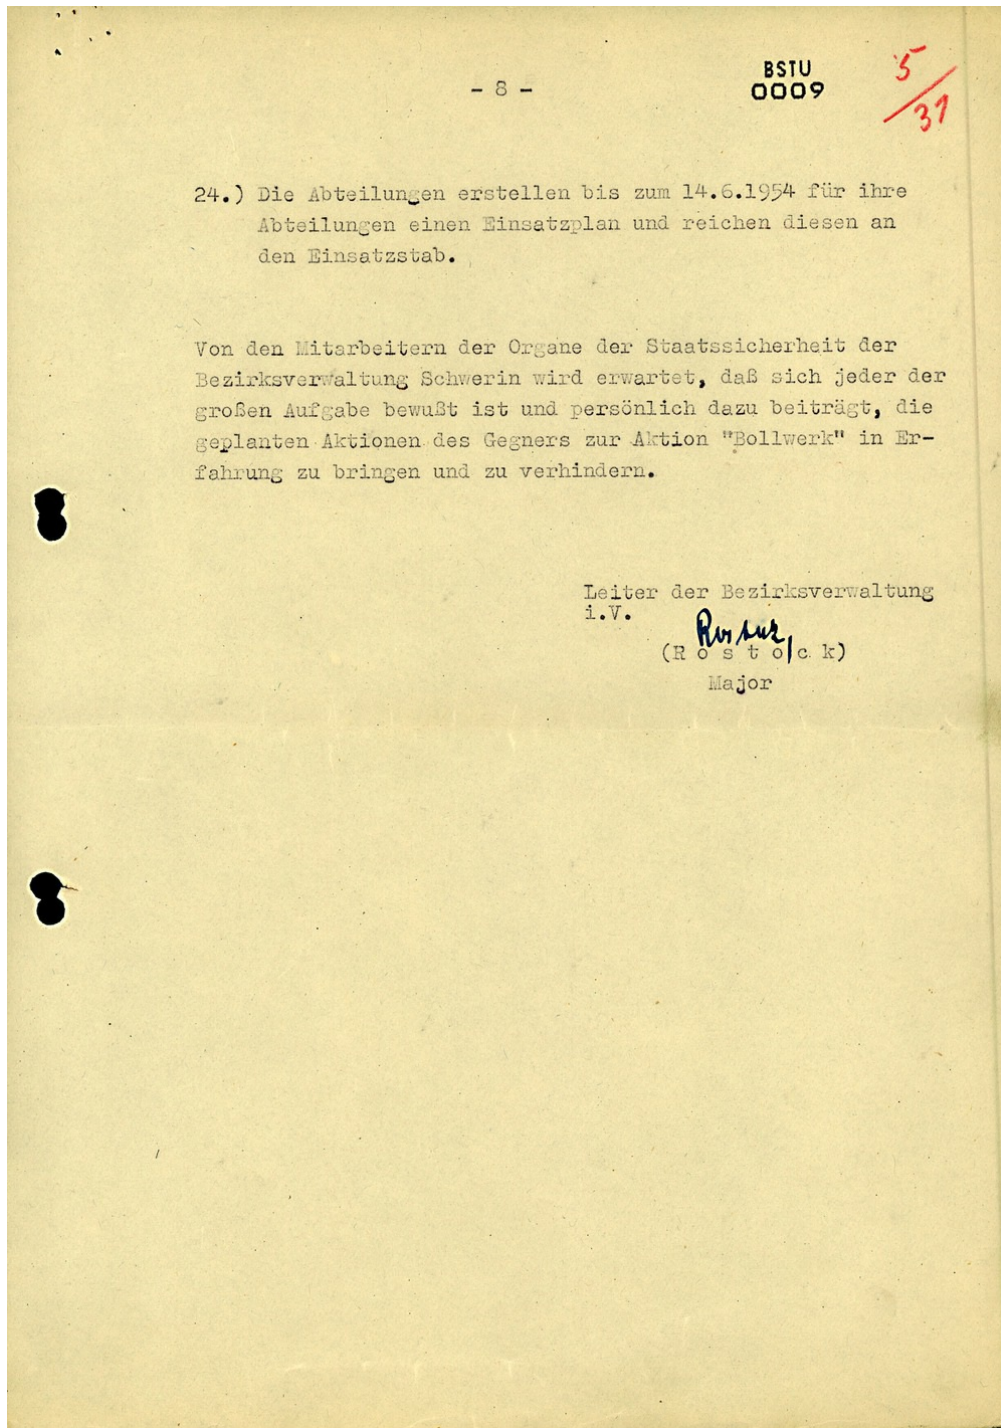 - 8 -
BSTU
0009
5/31
24.) Die Abteilungen erstellen bis zum 14.6.1954 für ihre
Abteilungen einen Einsatzplan und reichen diesen an
den Einsatzstab.
Von den Mitarbeitern der Organe der Staatssicherheit der
Bezirksverwaltung Schwerin wird erwartet, daß sich jeder der
großen Aufgabe bewußt ist und persönlich dazu beiträgt, die
geplanten Aktionen des Gegners zur Aktion "Bollwerk" in Er-
fahrung zu bringen und zu verhindern.
Leiter der Bezirksverwaltung
i.V.
Rostock
(R o s t o c k)
Major